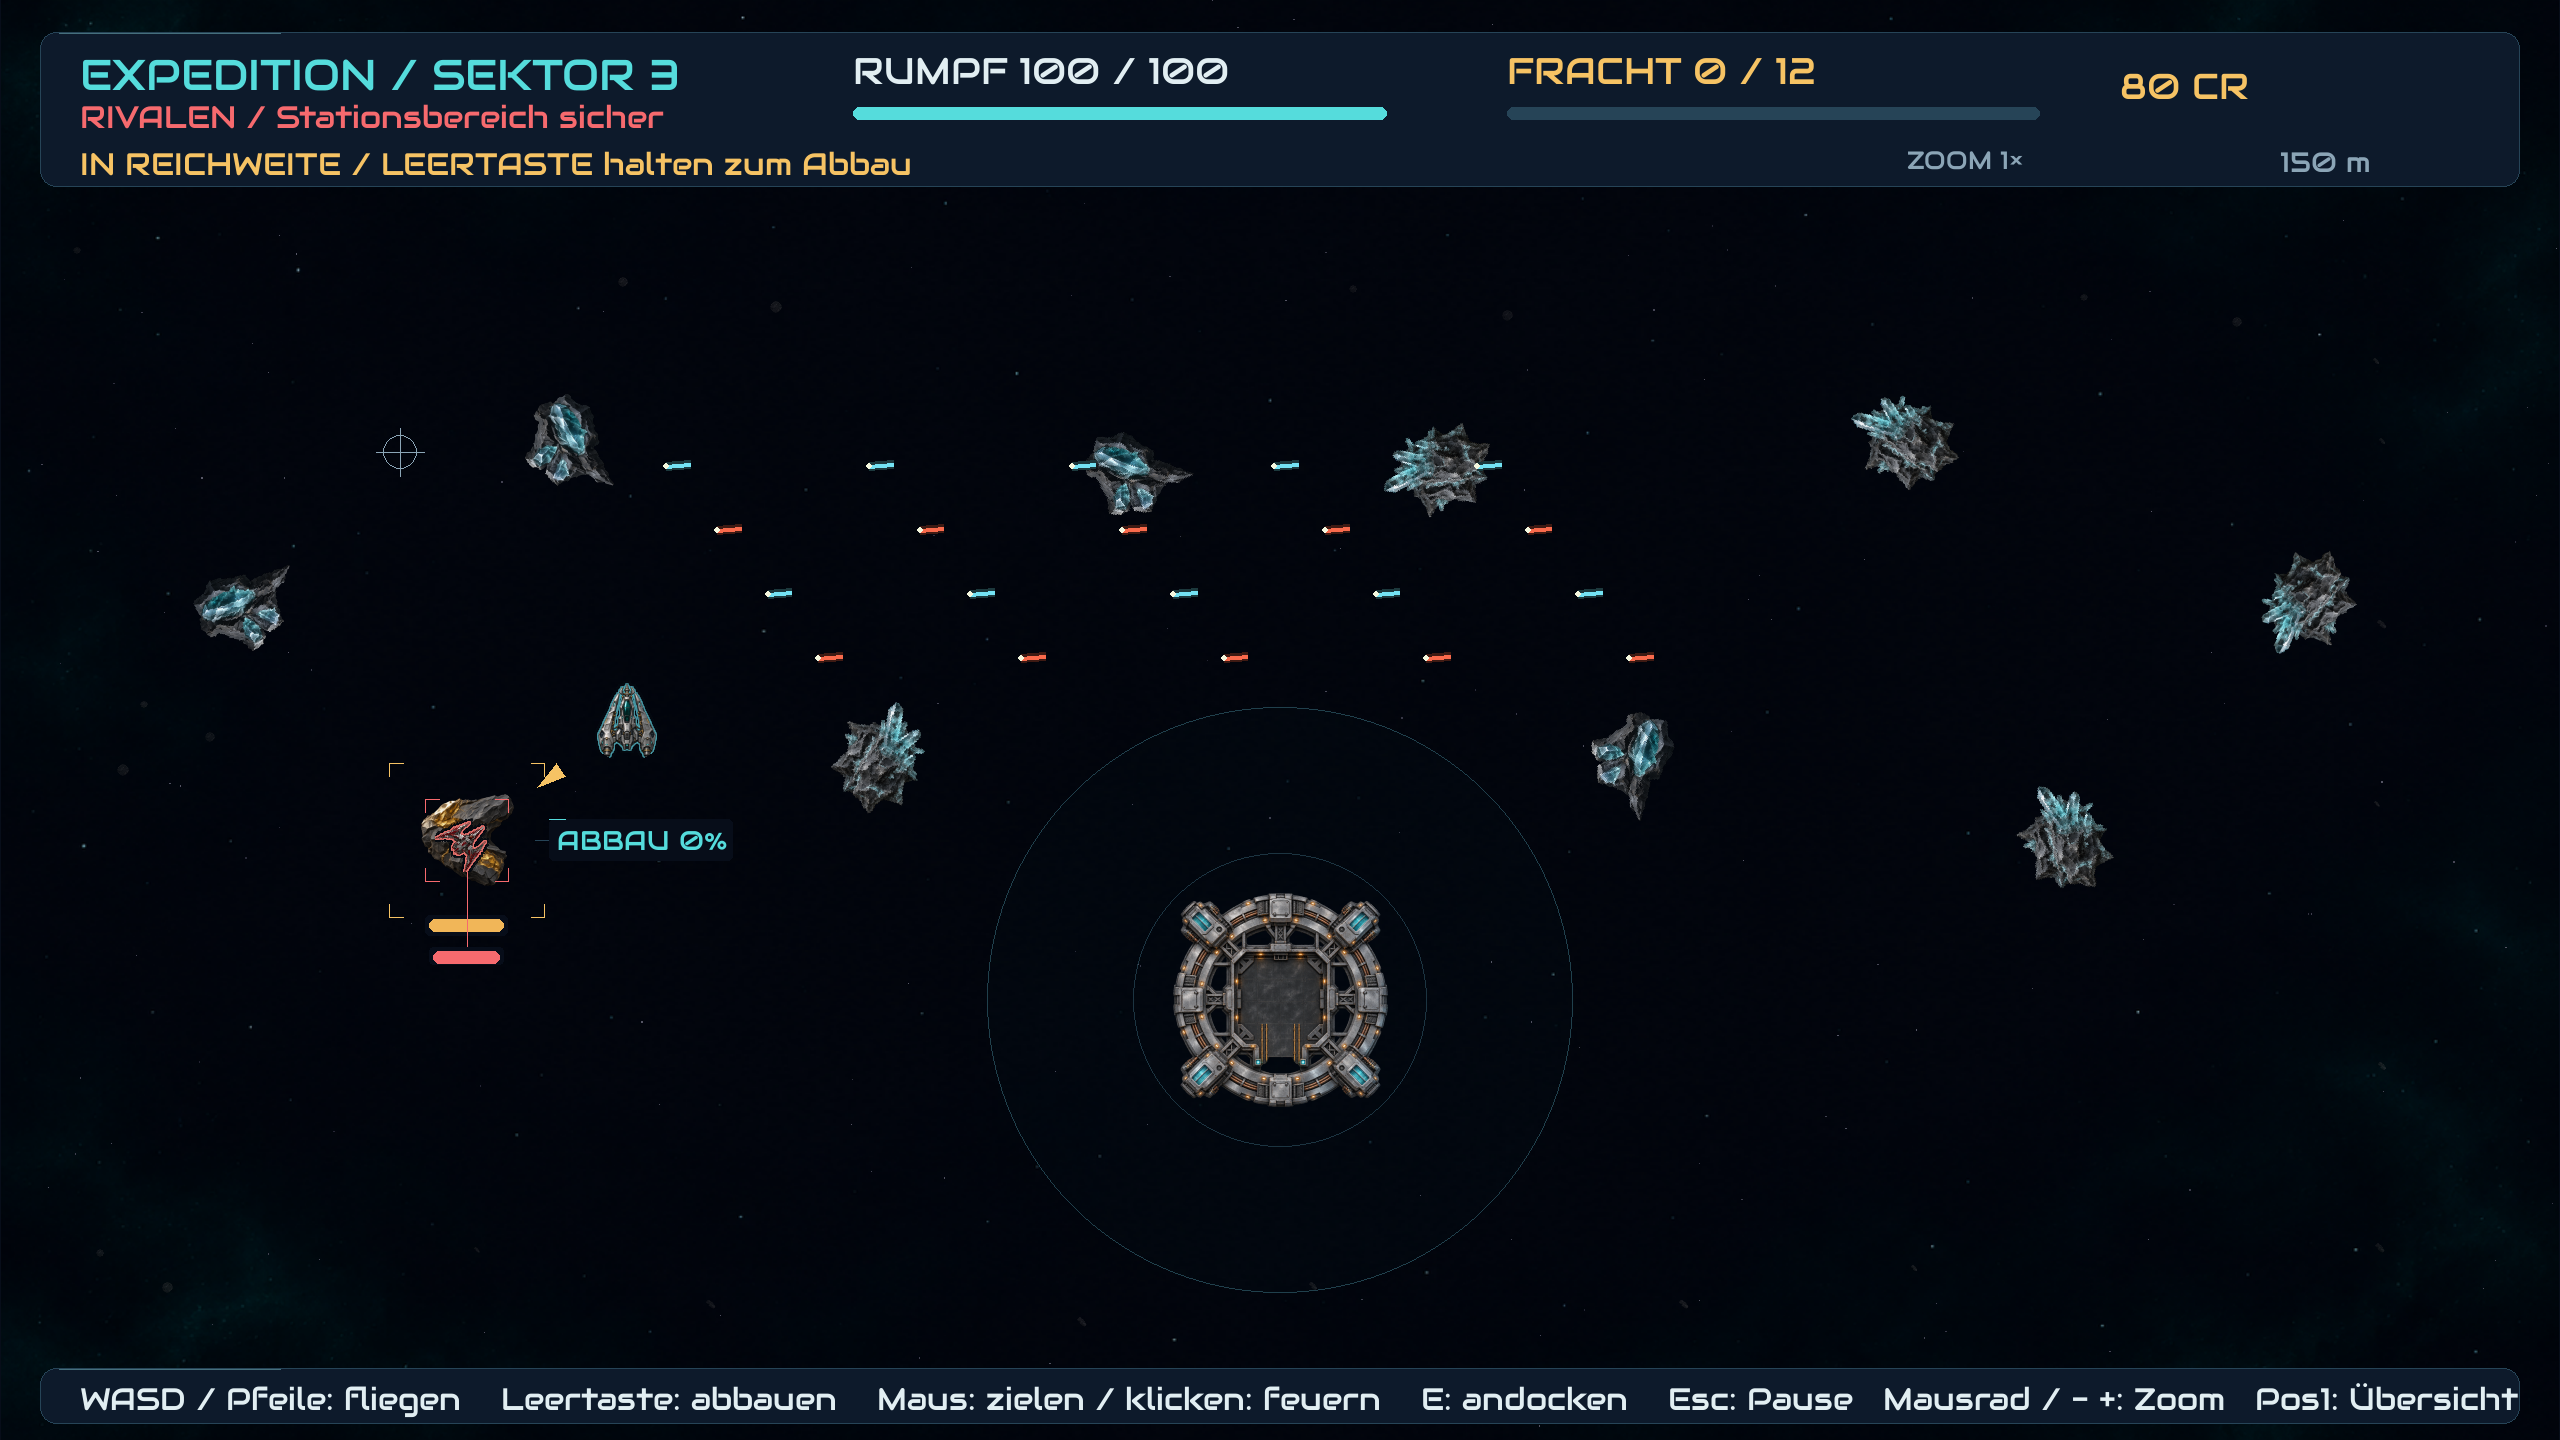 EXPEDITION / SEKTOR 3
RUMPF 100 / 100
FRACHT 0 / 12
80 CR
RIVALEN / Stationsbereich sicher
IN REICHWEITE / LEERTASTE halten zum Abbau
ZOOM 1×
150 m
ABBAU 0%
WASD / Pfeile: fliegen Leertaste: abbauen Maus: zielen / klicken: feuern E: andocken Esc: Pause Mausrad / - +: Zoom Pos1: Übersicht